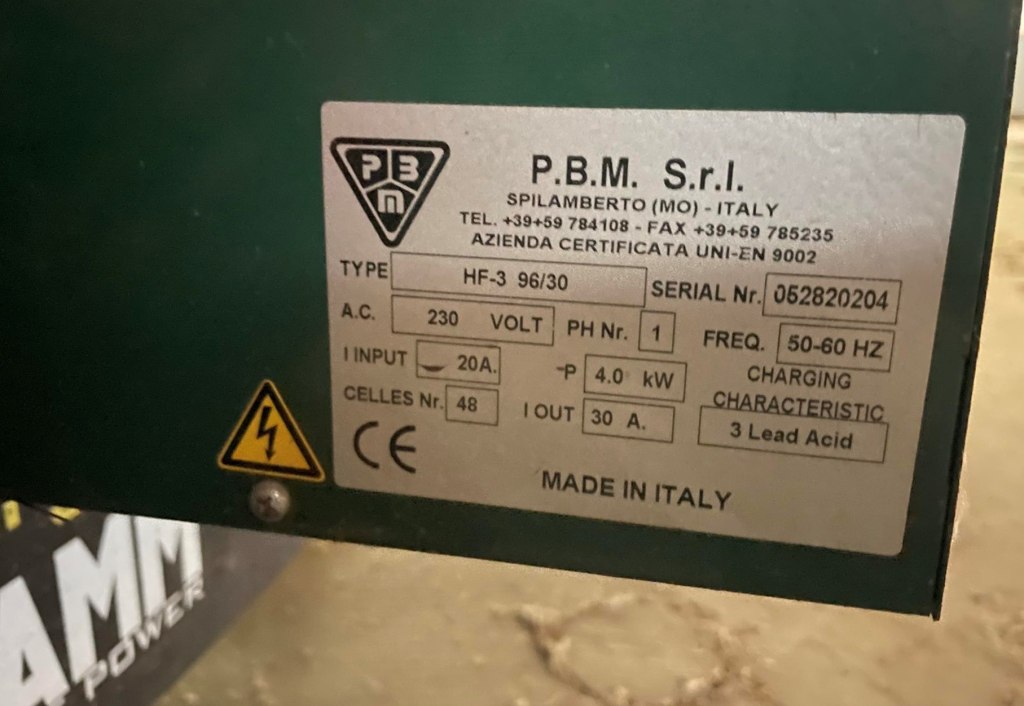 PBM
P.B.M. S.r.l.
SPILAMBERTO (MO) - ITALY
TEL. +39+59 784108 - FAX +39+59 785235
AZIENDA CERTIFICATA UNI-EN 9002
TYPE HF-3 96/30 SERIAL Nr. 052820204
A.C. 230 VOLT PH Nr. 1 FREQ. 50-60 HZ
I INPUT 20A. P 4.0 kW CHARGING
CELLES Nr. 48 I OUT 30 A. CHARACTERISTIC
3 Lead Acid
CE
MADE IN ITALY
AMM
POWER